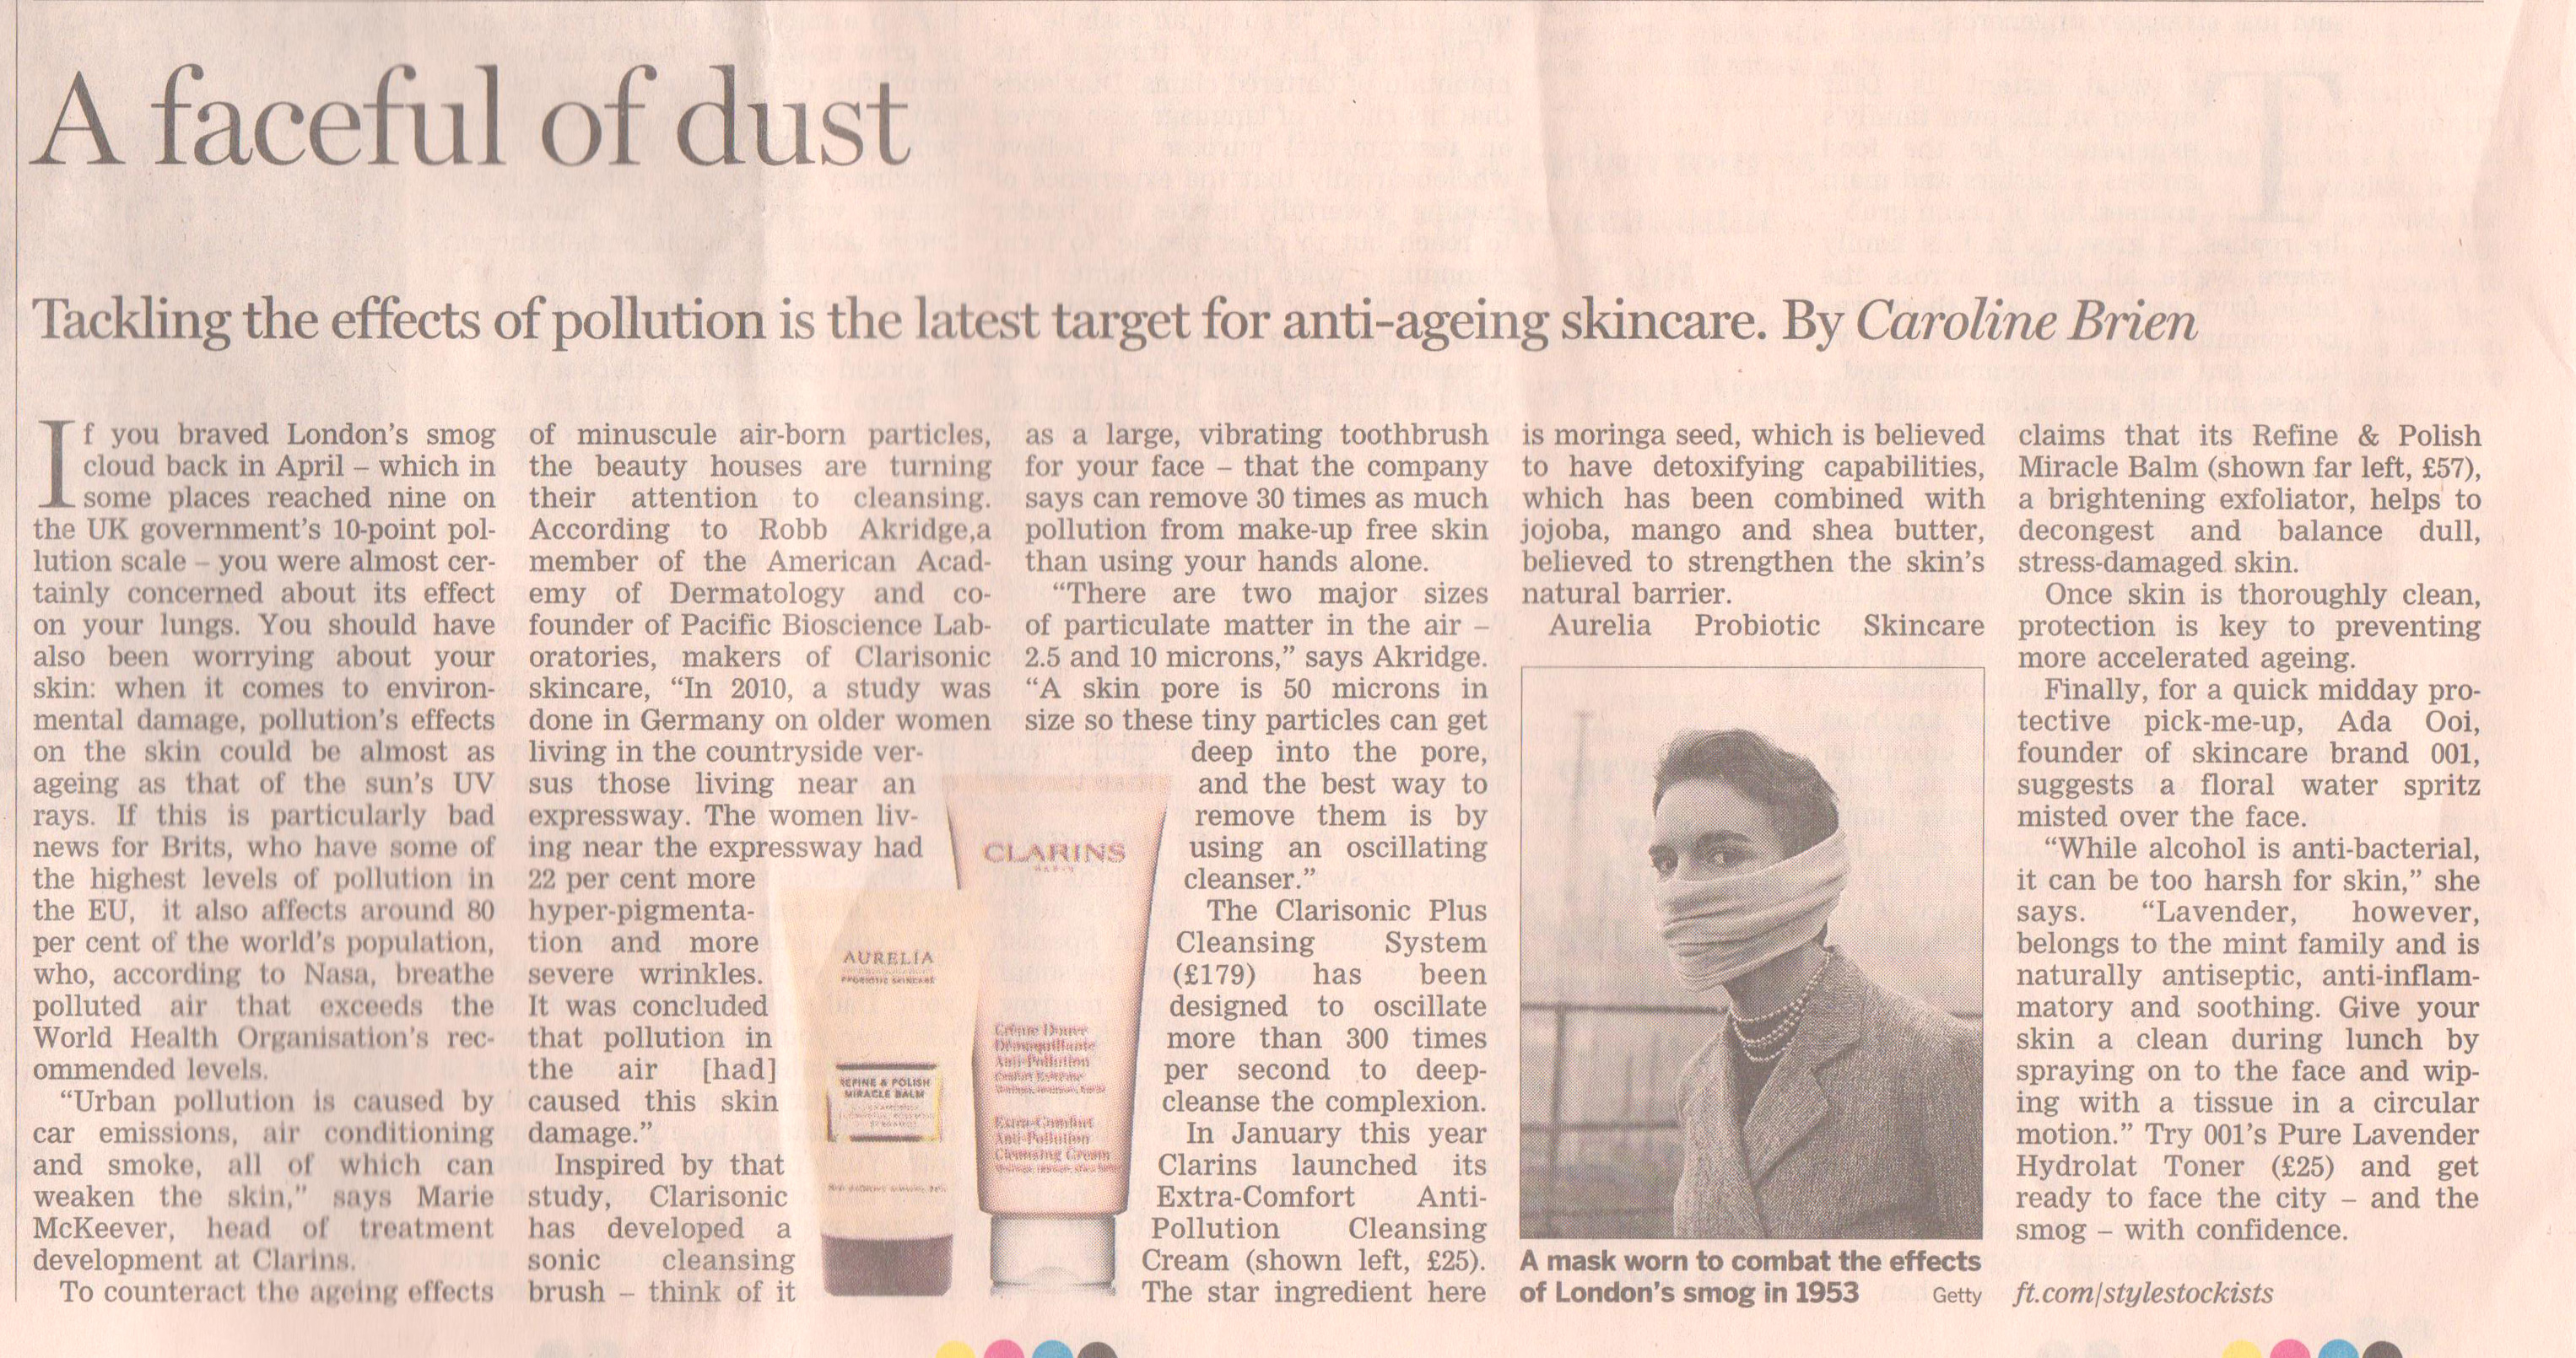 A faceful of dust
Tackling the effects of pollution is the latest target for anti-ageing skincare. By Caroline Brien
If you braved London's smog
cloud back in April – which in
some places reached nine on
the UK government's 10-point pol-
lution scale – you were almost cer-
tainly concerned about its effect
on your lungs. You should have
also been worrying about your
skin: when it comes to environ-
mental damage, pollution's effects
on the skin could be almost as
ageing as that of the sun's UV
rays. If this is particularly bad
news for Brits, who have some of
the highest levels of pollution in
the EU, it also affects around 80
per cent of the world's population,
who, according to Nasa, breathe
polluted air that exceeds the
World Health Organisation's rec-
ommended levels.
“Urban pollution is caused by
car emissions, air conditioning
and smoke, all of which can
weaken the skin,” says Marie
McKeever, head of treatment
development at Clarins.
To counteract the ageing effects
of minuscule air-born particles,
the beauty houses are turning
their attention to cleansing.
According to Robb Akridge,a
member of the American Acad-
emy of Dermatology and co-
founder of Pacific Bioscience Lab-
oratories, makers of Clarisonic
skincare, “In 2010, a study was
done in Germany on older women
living in the countryside ver-
sus those living near an
expressway. The women liv-
ing near the expressway had
22 per cent more
hyper-pigmenta-
tion and more
severe wrinkles.
It was concluded
that pollution in
the air [had]
caused this skin
damage.”
Inspired by that
study, Clarisonic
has developed a
sonic cleansing
brush – think of it
as a large, vibrating toothbrush
for your face – that the company
says can remove 30 times as much
pollution from make-up free skin
than using your hands alone.
“There are two major sizes
of particulate matter in the air –
2.5 and 10 microns,” says Akridge.
“A skin pore is 50 microns in
size so these tiny particles can get
deep into the pore,
and the best way to
remove them is by
using an oscillating
cleanser.”
The Clarisonic Plus
Cleansing System
(£179) has been
designed to oscillate
more than 300 times
per second to deep-
cleanse the complexion.
In January this year
Clarins launched its
Extra-Comfort Anti-
Pollution Cleansing
Cream (shown left, £25).
The star ingredient here
AURELIA
PROBIOTIC SKINCARE
REFINE & POLISH
MIRACLE BALM
CLARINS
Crème Douce
Démaquillante
Anti-Pollution
Extra-Comfort
Anti-Pollution
Cleansing Cream
is moringa seed, which is believed
to have detoxifying capabilities,
which has been combined with
jojoba, mango and shea butter,
believed to strengthen the skin's
natural barrier.
Aurelia Probiotic Skincare
A mask worn to combat the effects
of London's smog in 1953 Getty
claims that its Refine & Polish
Miracle Balm (shown far left, £57),
a brightening exfoliator, helps to
decongest and balance dull,
stress-damaged skin.
Once skin is thoroughly clean,
protection is key to preventing
more accelerated ageing.
Finally, for a quick midday pro-
tective pick-me-up, Ada Ooi,
founder of skincare brand 001,
suggests a floral water spritz
misted over the face.
“While alcohol is anti-bacterial,
it can be too harsh for skin,” she
says. “Lavender, however,
belongs to the mint family and is
naturally antiseptic, anti-inflam-
matory and soothing. Give your
skin a clean during lunch by
spraying on to the face and wip-
ing with a tissue in a circular
motion.” Try 001's Pure Lavender
Hydrolat Toner (£25) and get
ready to face the city – and the
smog – with confidence.
ft.com/stylestockists